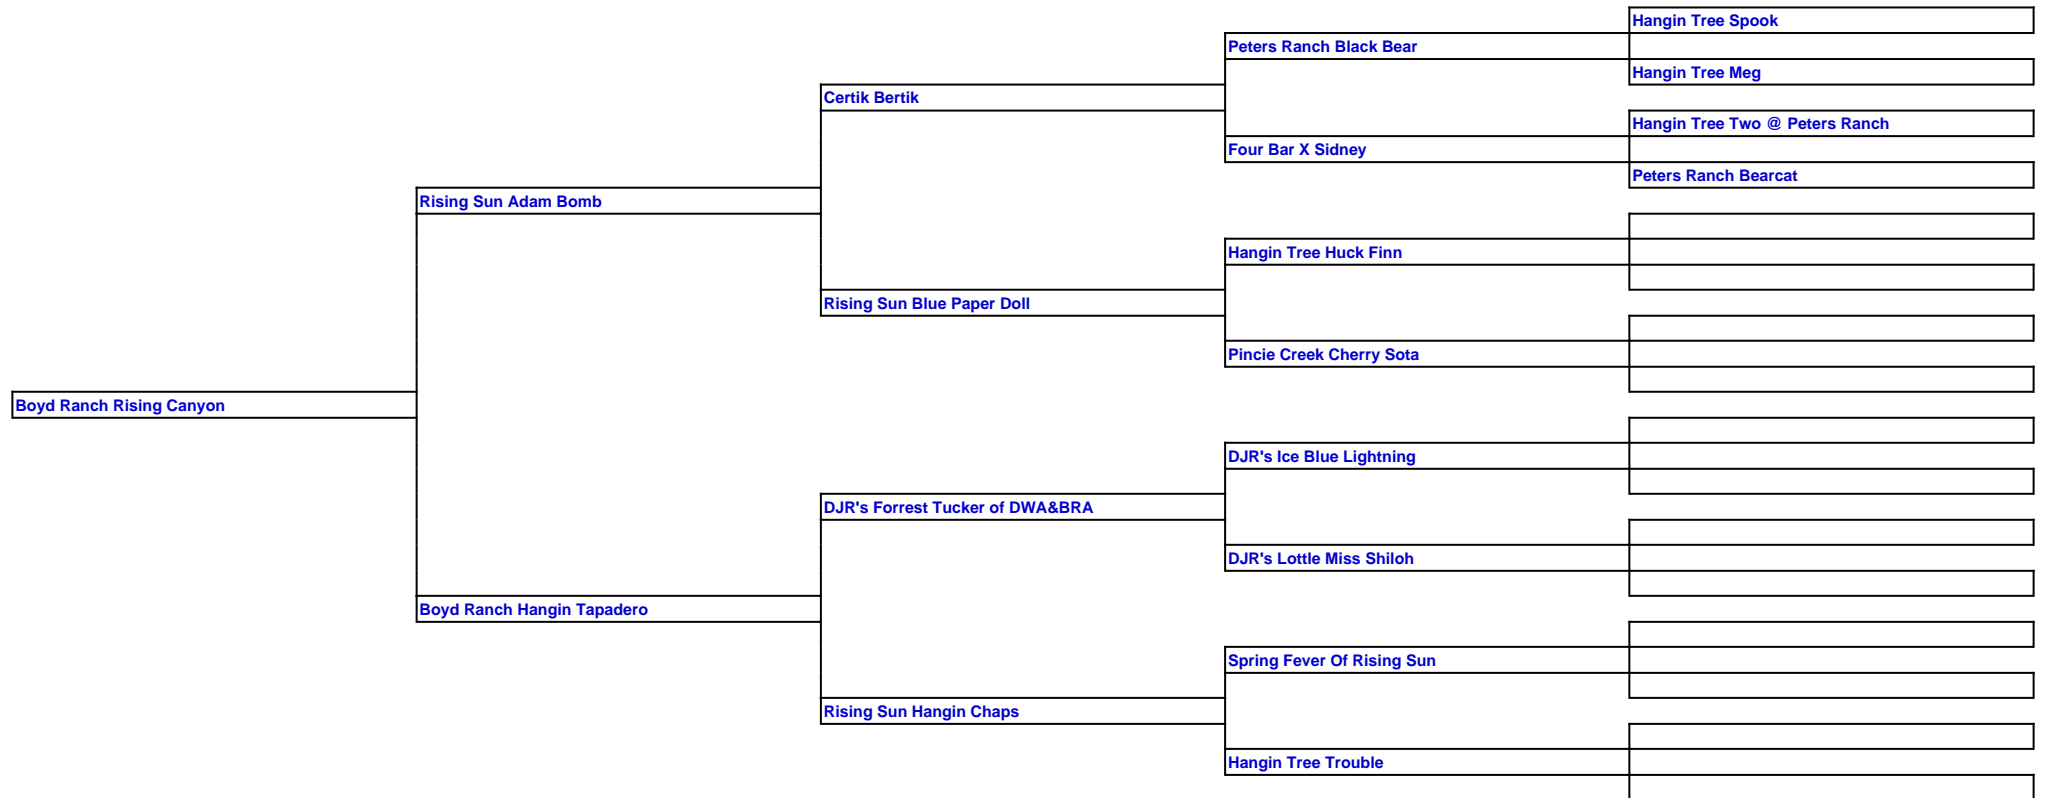 Hangin Tree Spook
Peters Ranch Black Bear
Hangin Tree Meg
Certik Bertik
Hangin Tree Two @ Peters Ranch
Four Bar X Sidney
Peters Ranch Bearcat
Rising Sun Adam Bomb
Hangin Tree Huck Finn
Rising Sun Blue Paper Doll
Pincie Creek Cherry Sota
Boyd Ranch Rising Canyon
DJR's Ice Blue Lightning
DJR's Forrest Tucker of DWA&BRA
DJR's Lottle Miss Shiloh
Boyd Ranch Hangin Tapadero
Spring Fever Of Rising Sun
Rising Sun Hangin Chaps
Hangin Tree Trouble